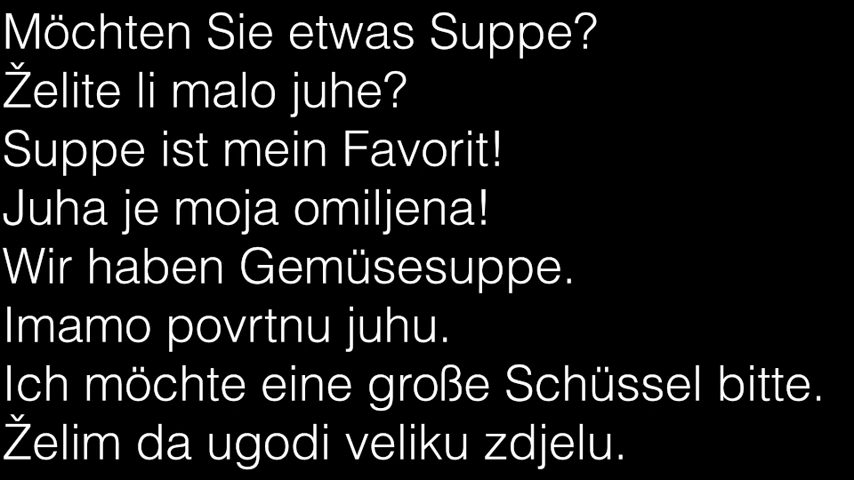 Möchten Sie etwas Suppe?
Želite li malo juhe?
Suppe ist mein Favorit!
Juha je moja omiljena!
Wir haben Gemüsesuppe.
Imamo povrtnu juhu.
Ich möchte eine große Schüssel bitte.
Želim da ugodi veliku zdjelu.